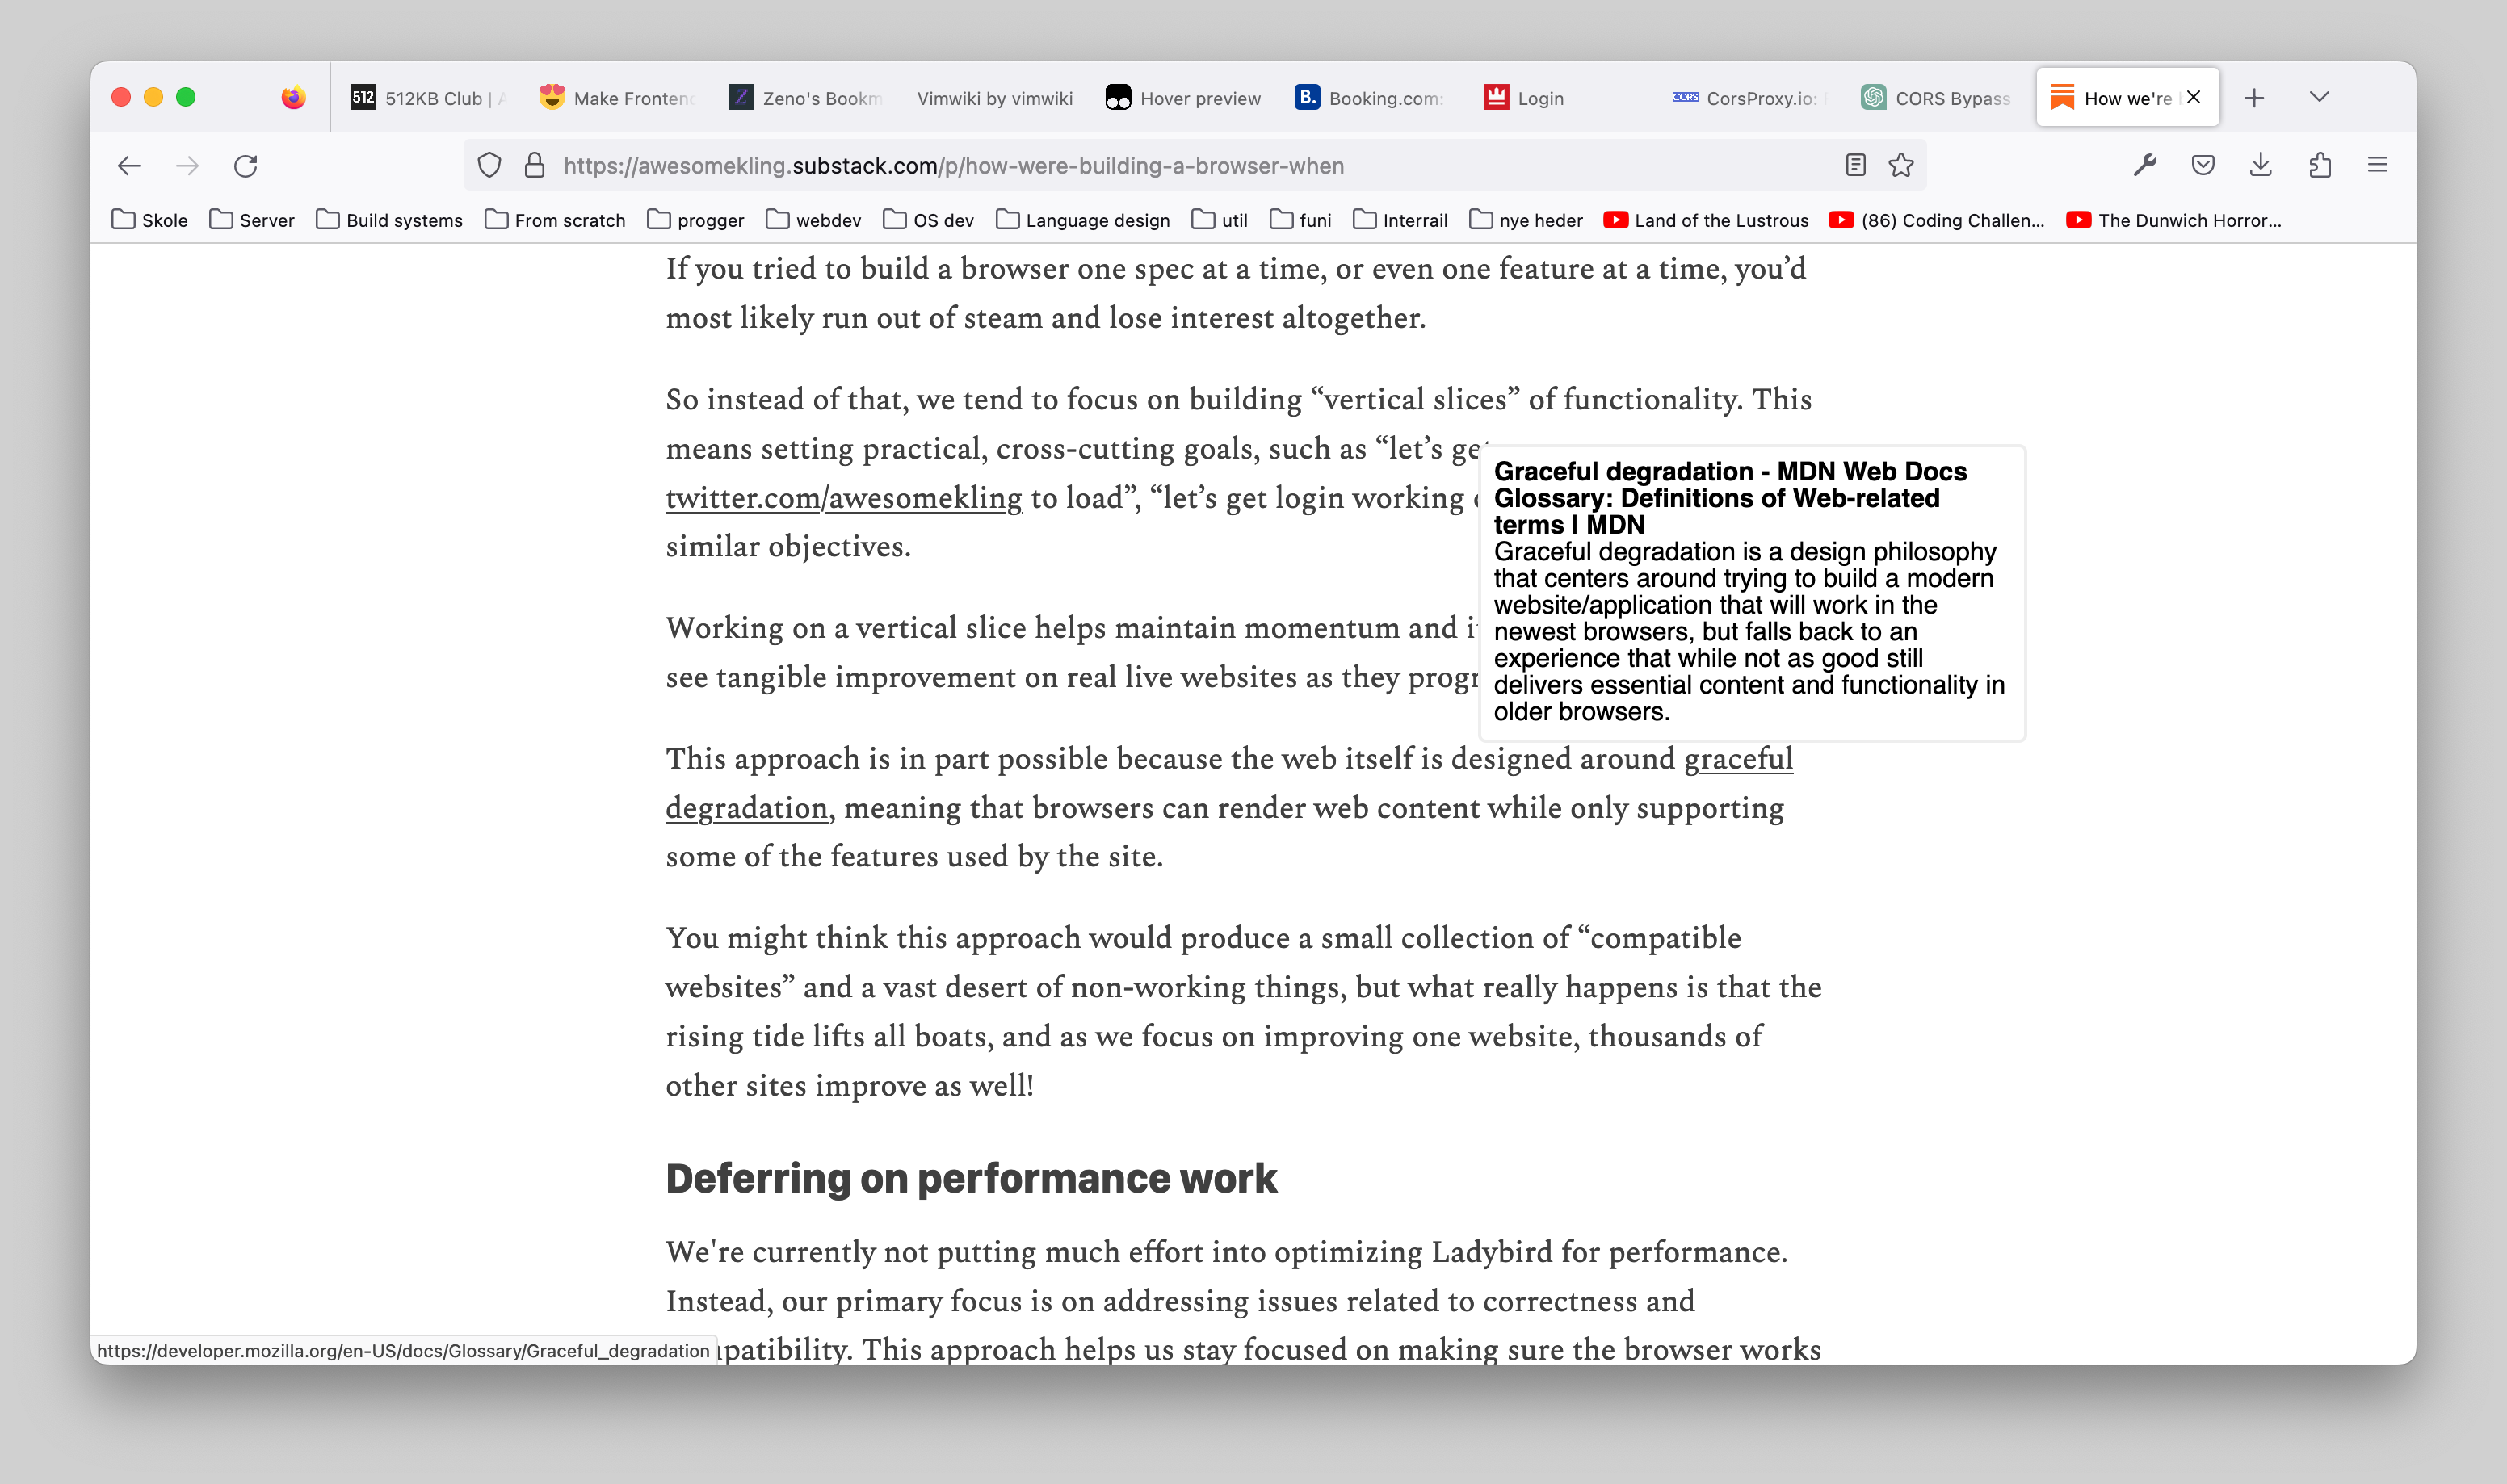 512 512KB Club |
Make Fronten
Z Zeno's Bookm
Vimwiki by vimwiki
Hover preview
B. Booking.com:
Login
CORS CorsProxy.io:
CORS Bypass
How we're
https://awesomekling.substack.com/p/how-were-building-a-browser-when
Skole
Server
Build systems
From scratch
progger
webdev
OS dev
Language design
util
funi
Interrail
nye heder
Land of the Lustrous
(86) Coding Challen...
The Dunwich Horror...
If you tried to build a browser one spec at a time, or even one feature at a time, you’d
most likely run out of steam and lose interest altogether.
So instead of that, we tend to focus on building “vertical slices” of functionality. This
means setting practical, cross-cutting goals, such as “let’s get
twitter.com/awesomekling to load”, “let’s get login working
similar objectives.
Working on a vertical slice helps maintain momentum and
see tangible improvement on real live websites as they progr
Graceful degradation - MDN Web Docs
Glossary: Definitions of Web-related
terms | MDN
Graceful degradation is a design philosophy
that centers around trying to build a modern
website/application that will work in the
newest browsers, but falls back to an
experience that while not as good still
delivers essential content and functionality in
older browsers.
This approach is in part possible because the web itself is designed around graceful
degradation, meaning that browsers can render web content while only supporting
some of the features used by the site.
You might think this approach would produce a small collection of “compatible
websites” and a vast desert of non-working things, but what really happens is that the
rising tide lifts all boats, and as we focus on improving one website, thousands of
other sites improve as well!
Deferring on performance work
We're currently not putting much effort into optimizing Ladybird for performance.
Instead, our primary focus is on addressing issues related to correctness and
patibility. This approach helps us stay focused on making sure the browser works
https://developer.mozilla.org/en-US/docs/Glossary/Graceful_degradation